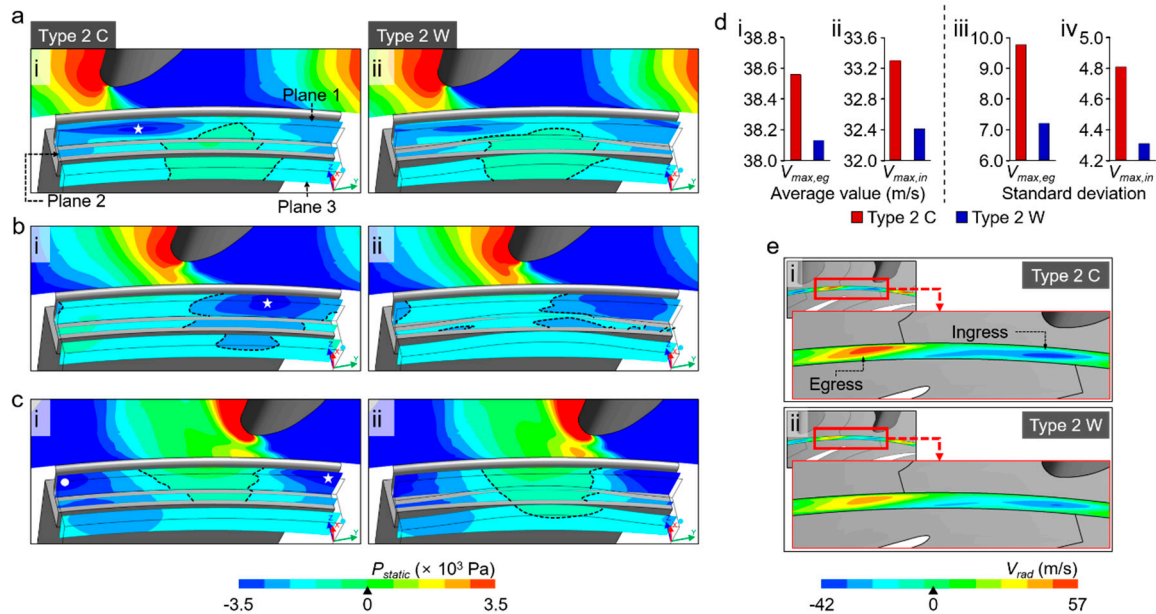 a
Type 2 C
Type 2 W
i
ii
Plane 1
Plane 2
Plane 3
b
i
ii
c
i
ii
P_static (× 10³ Pa)
-3.5
0
3.5
d
i
ii
iii
iv
38.8
38.6
38.4
38.2
38.0
33.6
33.2
32.8
32.4
32.0
10.0
9.0
8.0
7.0
6.0
5.0
4.8
4.6
4.4
4.2
V_max,eg
V_max,in
V_max,eg
V_max,in
Average value (m/s)
Standard deviation
Type 2 C
Type 2 W
e
i
Type 2 C
Ingress
Egress
ii
Type 2 W
V_rad (m/s)
-42
0
57